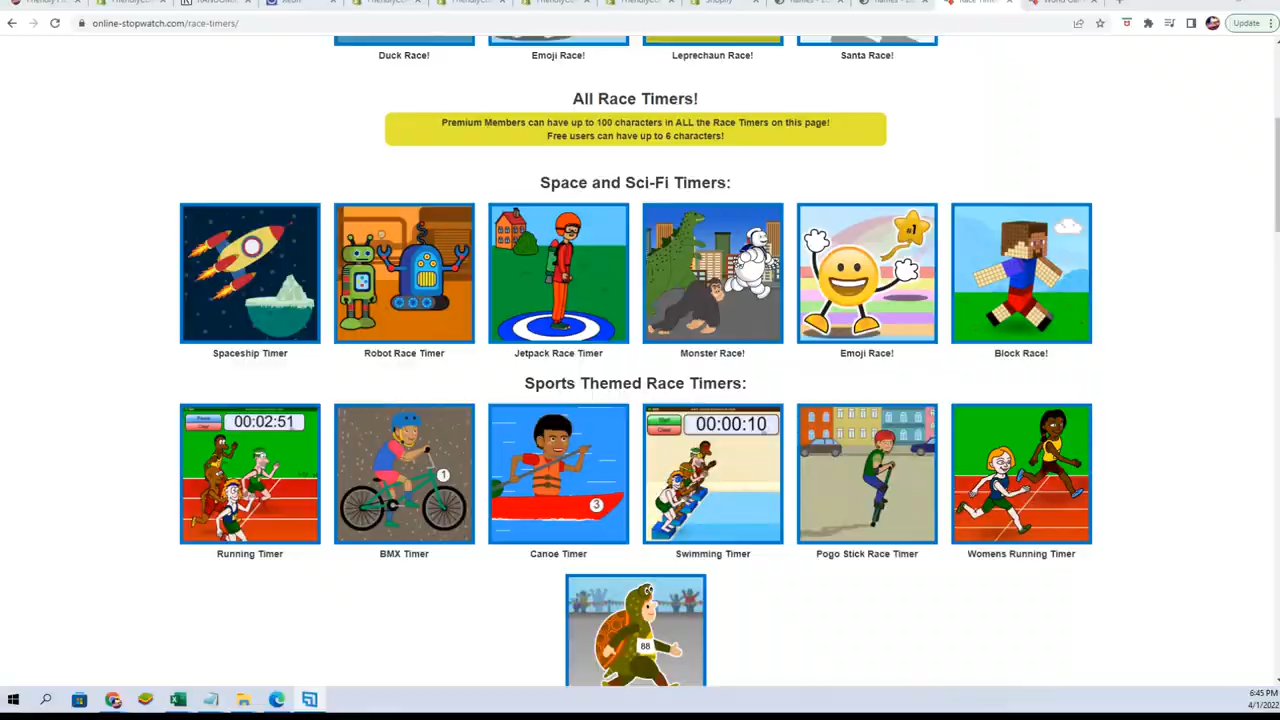 online-stopwatch.com/race-timers/
Update
Duck Race!
Emoji Race!
Leprechaun Race!
Santa Race!
All Race Timers!
Premium Members can have up to 100 characters in ALL the Race Timers on this page!
Free users can have up to 6 characters!
Space and Sci-Fi Timers:
#1
Spaceship Timer
Robot Race Timer
Jetpack Race Timer
Monster Race!
Emoji Race!
Block Race!
Sports Themed Race Timers:
00:02:51
1
3
00:00:10
Running Timer
BMX Timer
Canoe Timer
Swimming Timer
Pogo Stick Race Timer
Womens Running Timer
88
6:45 PM
4/1/2022